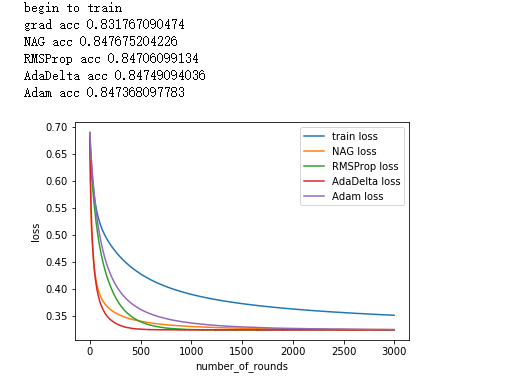 begin to train
grad acc 0.831767090474
NAG acc 0.847675204226
RMSProp acc 0.84706099134
AdaDelta acc 0.84749094036
Adam acc 0.847368097783
0.70
0.65
0.60
0.55
0.50
0.45
0.40
0.35
loss
train loss
NAG loss
RMSProp loss
AdaDelta loss
Adam loss
0 500 1000 1500 2000 2500 3000
number_of_rounds